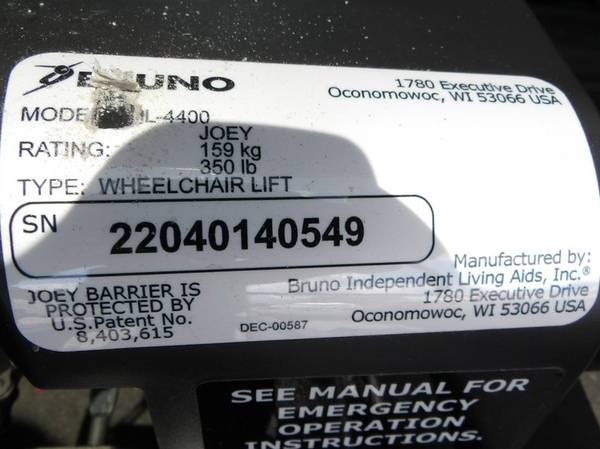 BRUNO
1780 Executive Drive
Oconomowoc, WI 53066 USA
-4400
JOEY
RATING: 159 kg
350 lb
TYPE: WHEELCHAIR LIFT
SN 22040140549
Manufactured by:
Bruno Independent Living Aids, Inc.®
1780 Executive Drive
Oconomowoc, WI 53066 USA
JOEY BARRIER IS
PROTECTED BY
U.S.Patent No.
8,403,615
DEC-00587
SEE MANUAL FOR
EMERGENCY
OPERATION
INSTRUCTIONS.